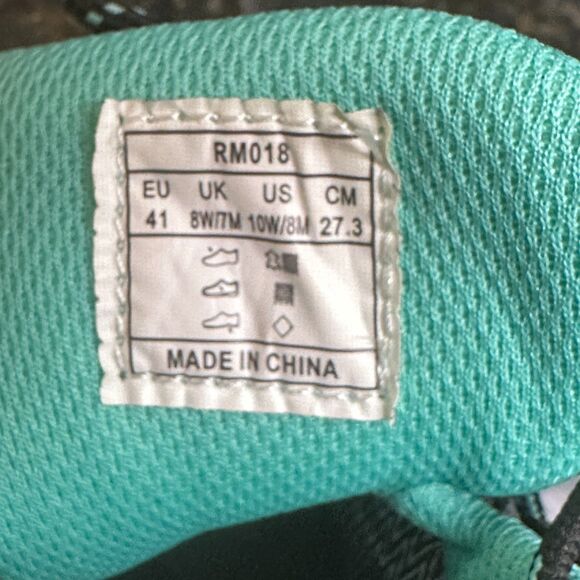 RM018
EU UK US CM
41 8W/7M 10W/8M 27.3
MADE IN CHINA